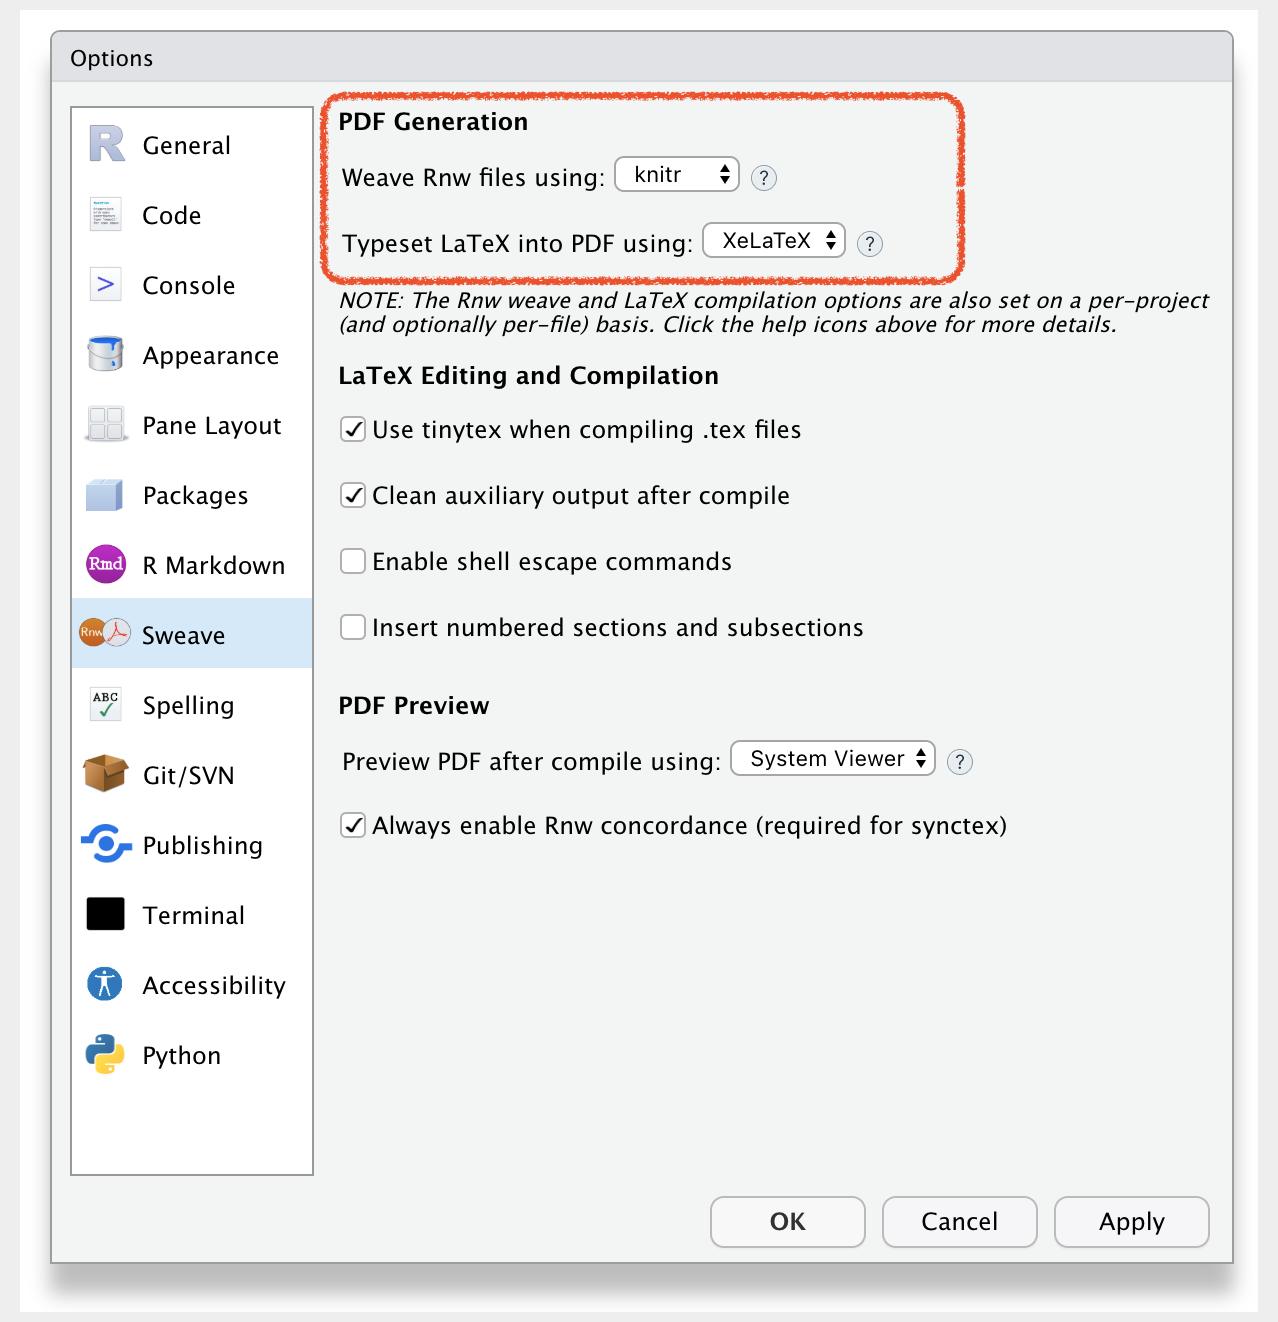 Options
General
Code
Console
Appearance
Pane Layout
Packages
Rmd
R Markdown
Rnw
Sweave
ABC
Spelling
Git/SVN
Publishing
Terminal
Accessibility
Python
PDF Generation
Weave Rnw files using: knitr ?
Typeset LaTeX into PDF using: XeLaTeX ?
NOTE: The Rnw weave and LaTeX compilation options are also set on a per-project
(and optionally per-file) basis. Click the help icons above for more details.
LaTeX Editing and Compilation
Use tinytex when compiling .tex files
Clean auxiliary output after compile
Enable shell escape commands
Insert numbered sections and subsections
PDF Preview
Preview PDF after compile using: System Viewer ?
Always enable Rnw concordance (required for synctex)
OK Cancel Apply